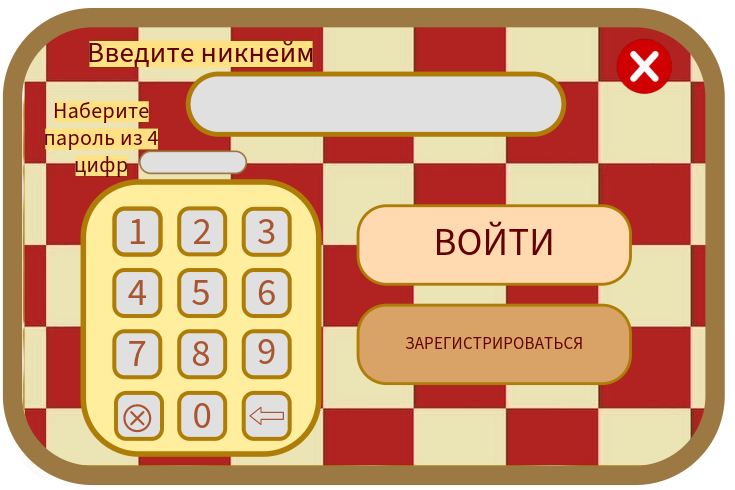 Введите никнейм
Наберите
пароль из 4
цифр
1 2 3
4 5 6
7 8 9
⊗ 0 ⇦
ВОЙТИ
ЗАРЕГИСТРИРОВАТЬСЯ